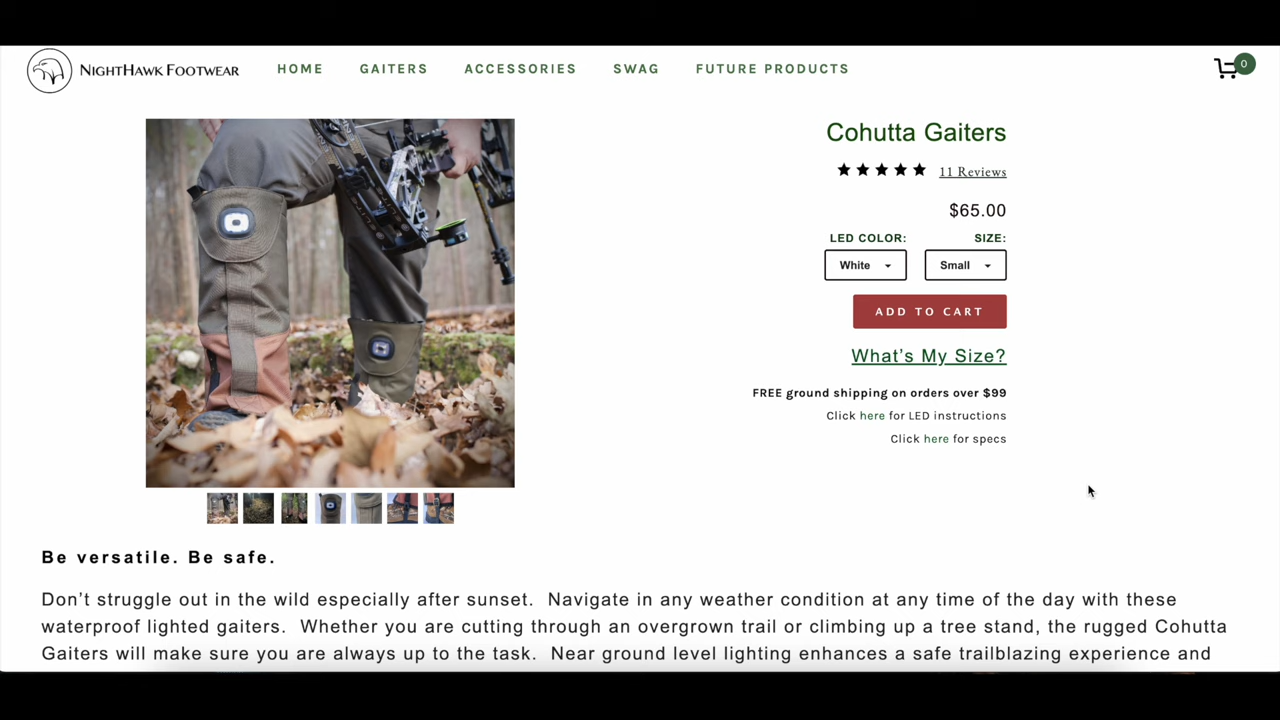 NIGHTHAWK FOOTWEAR HOME GAITERS ACCESSORIES SWAG FUTURE PRODUCTS 0
Cohutta Gaiters
11 Reviews
$65.00
LED COLOR: SIZE:
White Small
ADD TO CART
What's My Size?
FREE ground shipping on orders over $99
Click here for LED instructions
Click here for specs
Be versatile. Be safe.
Don't struggle out in the wild especially after sunset. Navigate in any weather condition at any time of the day with these
waterproof lighted gaiters. Whether you are cutting through an overgrown trail or climbing up a tree stand, the rugged Cohutta
Gaiters will make sure you are always up to the task. Near ground level lighting enhances a safe trailblazing experience and